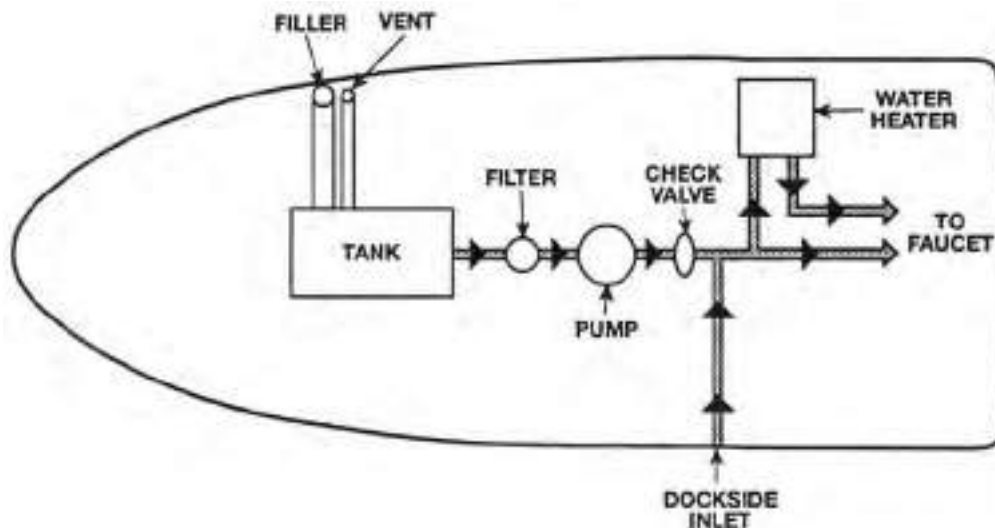 FILLER
VENT
WATER
HEATER
CHECK
VALVE
FILTER
TO
FAUCET
TANK
PUMP
DOCKSIDE
INLET